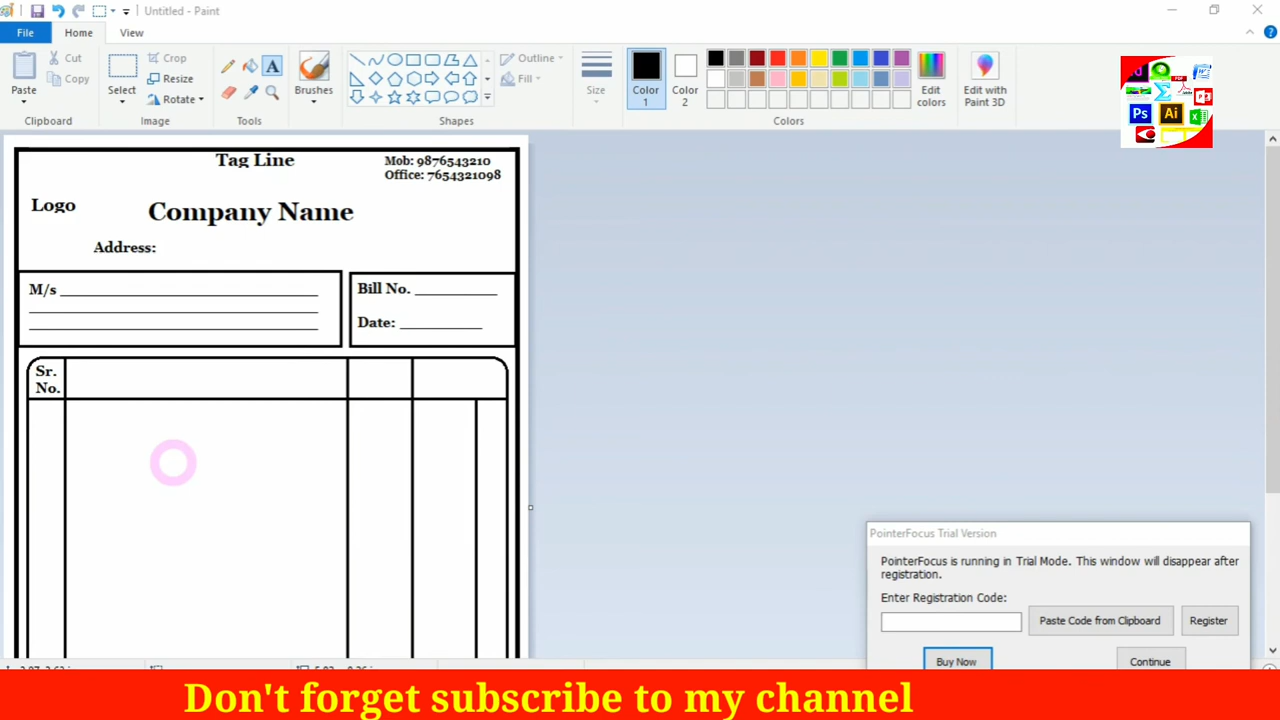 Untitled - Paint
File
Home
View
Paste
Cut
Copy
Clipboard
Select
Crop
Resize
Rotate
Image
A
Tools
Brushes
Outline
Fill
Shapes
Size
Color
1
Color
2
Edit
colors
Colors
Edit with
Paint 3D
Ps
Ai
Tag Line
Mob: 9876543210
Office: 7654321098
Logo
Company Name
Address:
M/s
Bill No.
Date:
Sr.
No.
PointerFocus Trial Version
PointerFocus is running in Trial Mode. This window will disappear after
registration.
Enter Registration Code:
Paste Code from Clipboard
Register
Buy Now
Continue
Don't forget subscribe to my channel